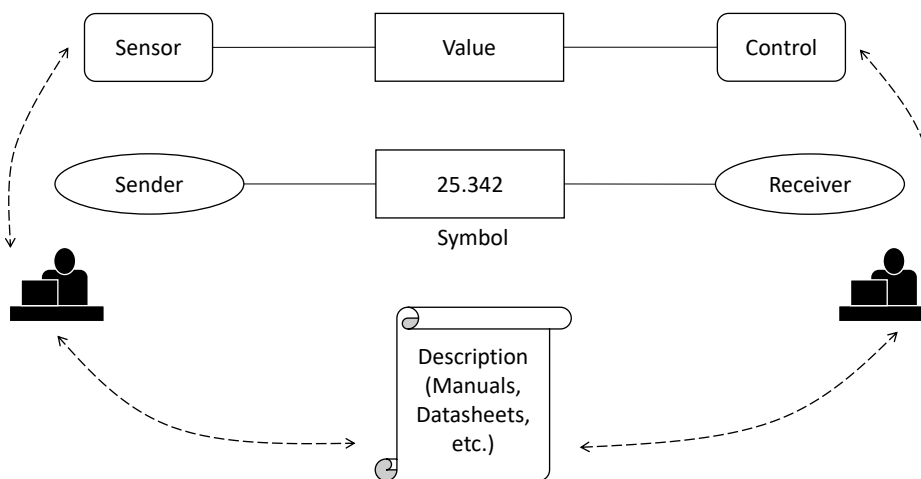 Sensor
Value
Control
Sender
25.342
Receiver
Symbol
Description
(Manuals,
Datasheets,
etc.)